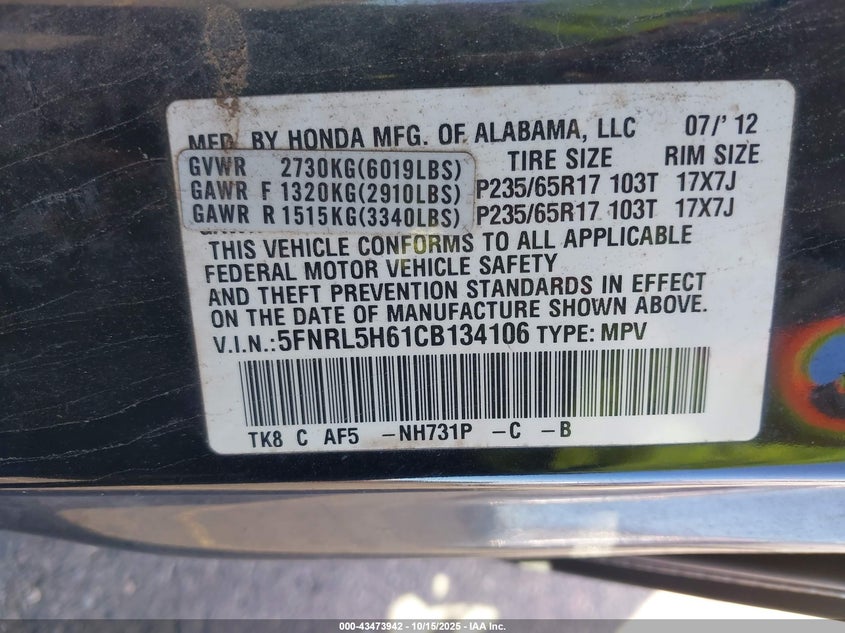 MFD. BY HONDA MFG. OF ALABAMA, LLC 07/'12
GVWR 2730KG(6019LBS) TIRE SIZE RIM SIZE
GAWR F 1320KG(2910LBS) P235/65R17 103T 17X7J
GAWR R 1515KG(3340LBS) P235/65R17 103T 17X7J
THIS VEHICLE CONFORMS TO ALL APPLICABLE
FEDERAL MOTOR VEHICLE SAFETY
AND THEFT PREVENTION STANDARDS IN EFFECT
ON THE DATE OF MANUFACTURE SHOWN ABOVE.
V.I.N.:5FNRL5H61CB134106 TYPE: MPV
TK8 C AF5 -NH731P -C -B
000-43473942 - 10/15/2025 - IAA Inc.